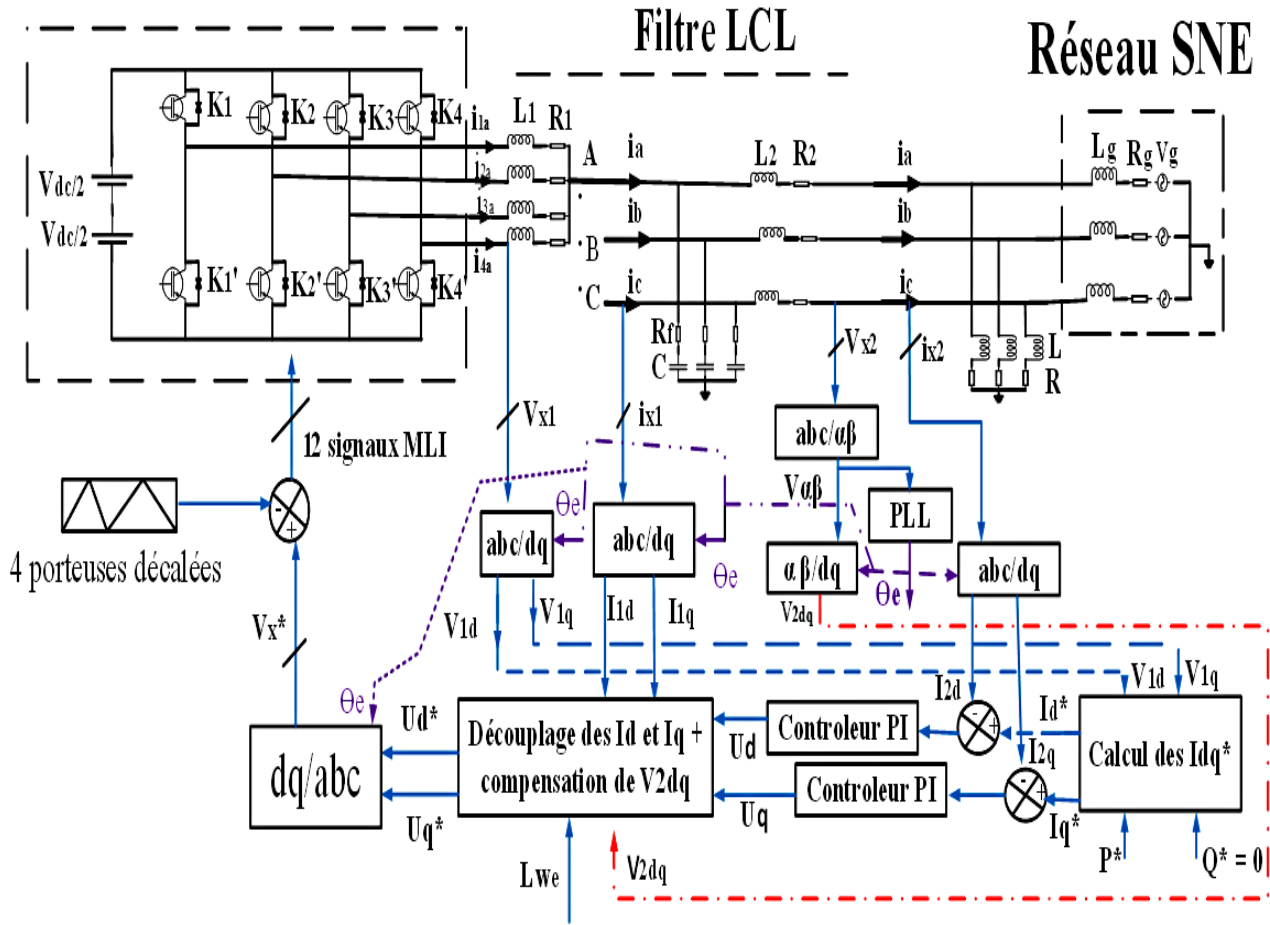 Filtre LCL
Réseau SNE
K1
K2
K3
K4
i1a
L1
R1
A
ia
L2
R2
ia
Lg
Rg
Vg
Vdc/2
i2a
i3a
ib
ib
Vdc/2
B
i4a
K1'
K2'
K3'
K4'
C
ic
ic
Rf
C
Vx2
ix2
L
R
Vx1
ix1
abc/αβ
12 signaux MLI
-
+
Vαβ
PLL
Θe
4 porteuses décalées
abc/dq
abc/dq
Θe
αβ/dq
Θe
abc/dq
V2dq
Vx*
V1d
V1q
I1d
I1q
V1d
V1q
Θe
I2d
Id*
Ud*
Découplage des Id et Iq +
compensation de V2dq
Ud
Controleur PI
-
+
dq/abc
I2q
Calcul des Idq*
Controleur PI
-
+
Uq*
Uq
Iq*
Lwe
V2dq
P*
Q* = 0